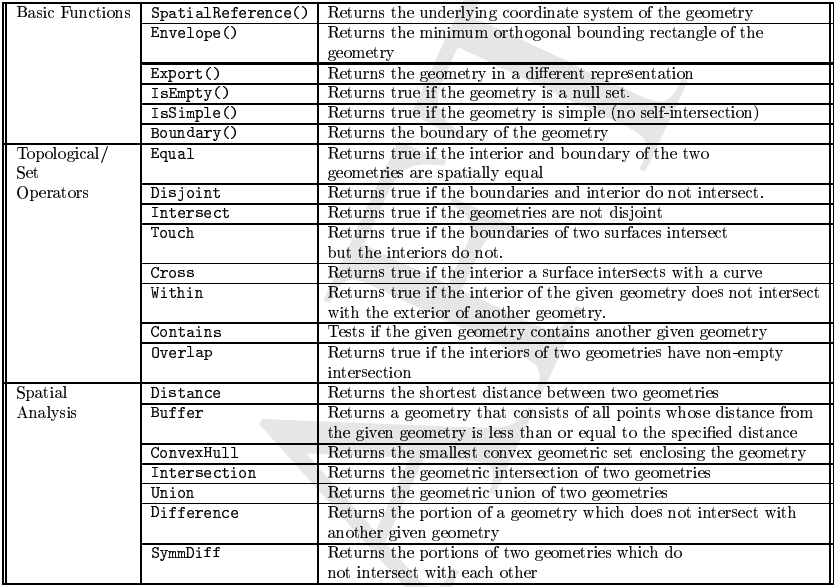 Basic Functions SpatialReference() Returns the underlying coordinate system of the geometry
Envelope() Returns the minimum orthogonal bounding rectangle of the
geometry
Export() Returns the geometry in a different representation
IsEmpty() Returns true if the geometry is a null set.
IsSimple() Returns true if the geometry is simple (no self-intersection)
Boundary() Returns the boundary of the geometry
Topological/ Equal Returns true if the interior and boundary of the two
Set geometries are spatially equal
Operators Disjoint Returns true if the boundaries and interior do not intersect.
Intersect Returns true if the geometries are not disjoint
Touch Returns true if the boundaries of two surfaces intersect
but the interiors do not.
Cross Returns true if the interior a surface intersects with a curve
Within Returns true if the interior of the given geometry does not intersect
with the exterior of another geometry.
Contains Tests if the given geometry contains another given geometry
Overlap Returns true if the interiors of two geometries have non-empty
intersection
Spatial Distance Returns the shortest distance between two geometries
Analysis Buffer Returns a geometry that consists of all points whose distance from
the given geometry is less than or equal to the specified distance
ConvexHull Returns the smallest convex geometric set enclosing the geometry
Intersection Returns the geometric intersection of two geometries
Union Returns the geometric union of two geometries
Difference Returns the portion of a geometry which does not intersect with
another given geometry
SymmDiff Returns the portions of two geometries which do
not intersect with each other